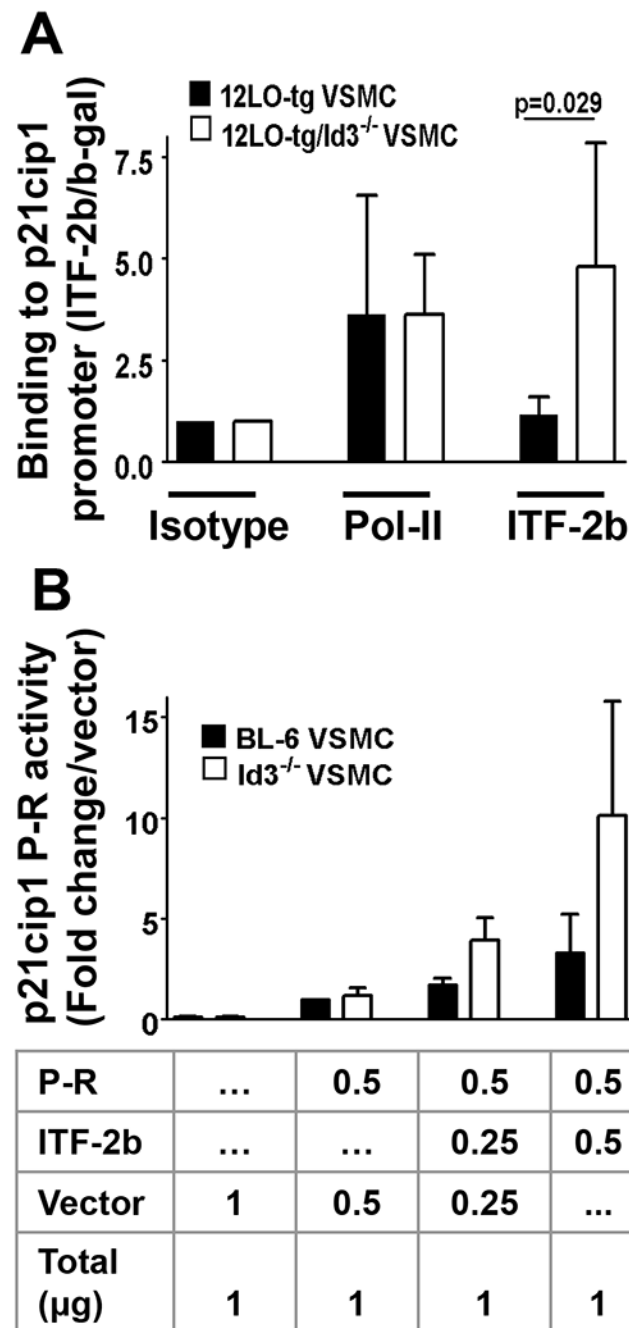 A
12LO-tg VSMC
12LO-tg/Id3-/- VSMC
p=0.029
Binding to p21cip1
promoter (ITF-2b/b-gal)
7.5
5.0
2.5
0.0
Isotype Pol-II ITF-2b
B
p21cip1 P-R activity
(Fold change/vector)
BL-6 VSMC
Id3-/- VSMC
15
10
5
0
P-R ... 0.5 0.5 0.5
ITF-2b ... ... 0.25 0.5
Vector 1 0.5 0.25 ...
Total
(µg) 1 1 1 1